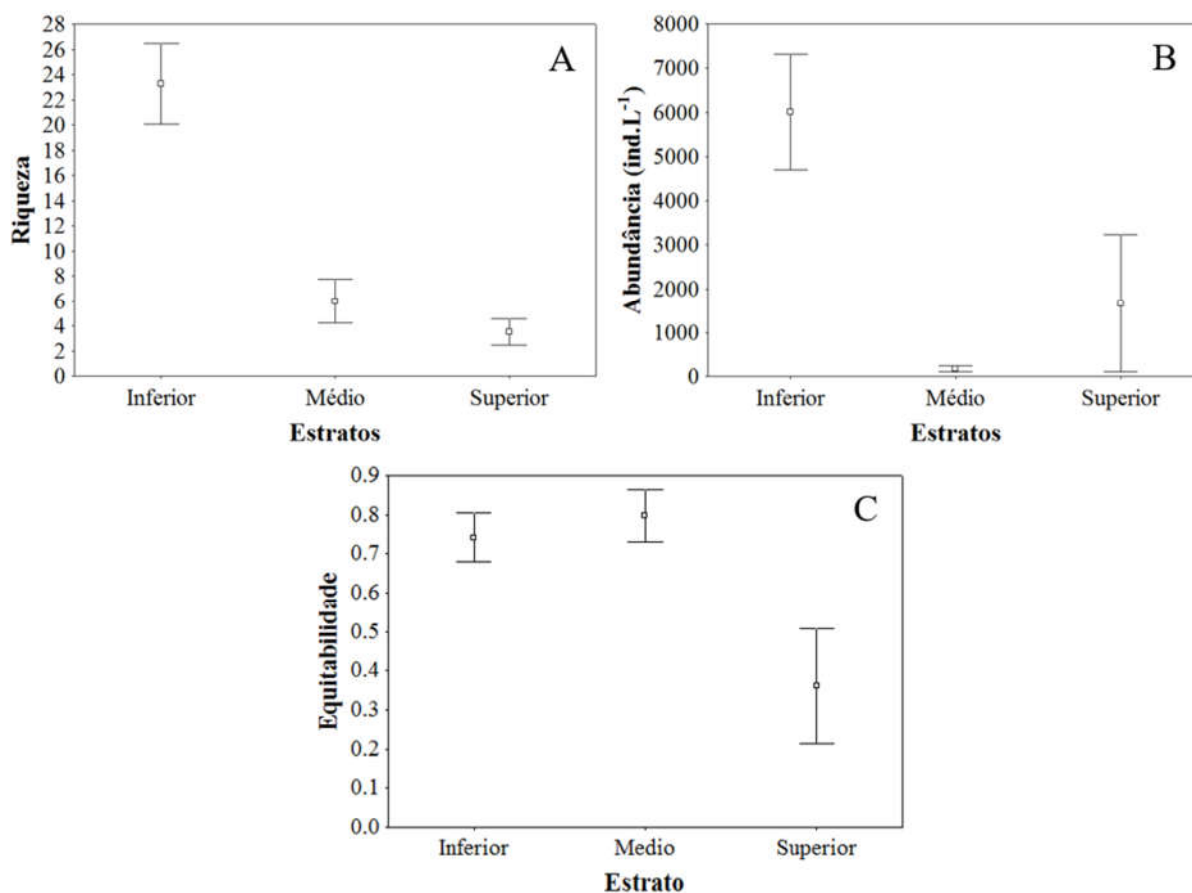 A
Riqueza
28
26
24
22
20
18
16
14
12
10
8
6
4
2
0
Inferior Médio Superior
Estratos
B
Abundância (ind.L⁻¹)
8000
7000
6000
5000
4000
3000
2000
1000
0
Inferior Médio Superior
Estratos
C
Equitabilidade
0.9
0.8
0.7
0.6
0.5
0.4
0.3
0.2
0.1
0.0
Inferior Medio Superior
Estrato